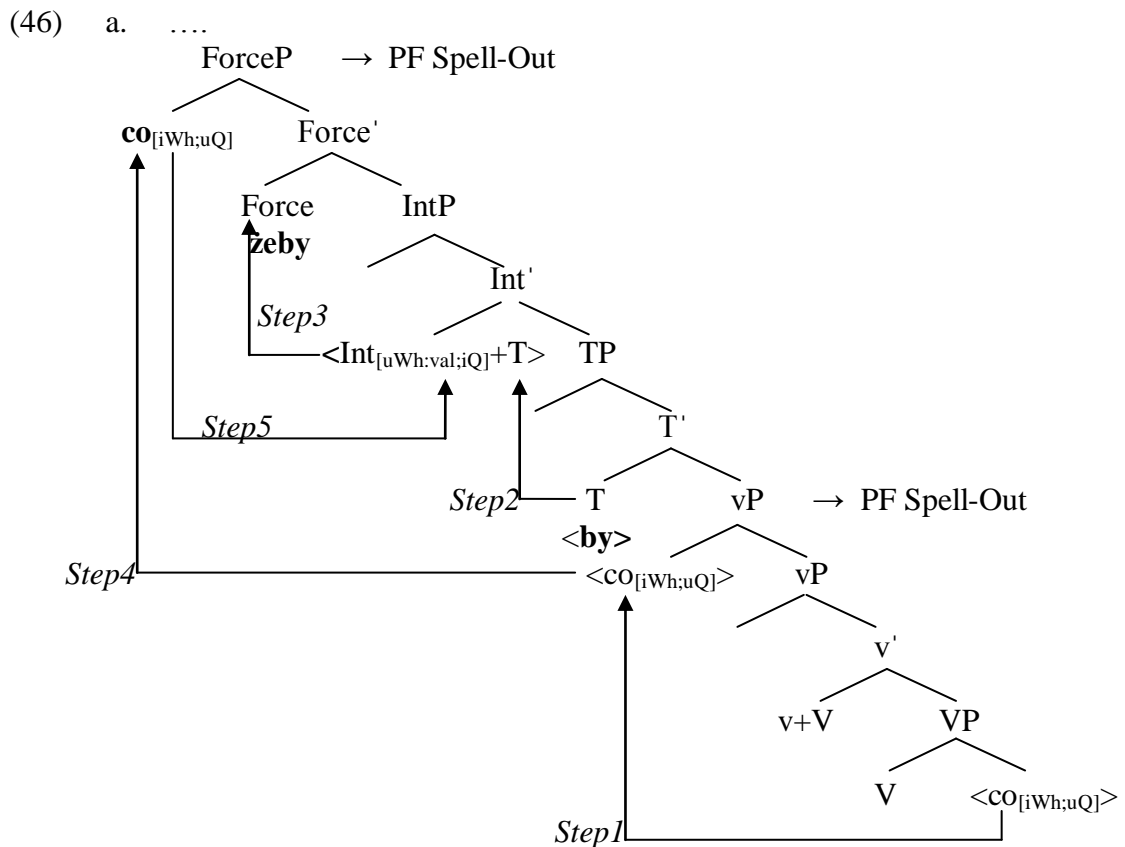 (46) a. ….
ForceP → PF Spell-Out
co[iWh;uQ] Force'
Force IntP
żeby
Int'
Step3
<Int[uWh:val;iQ]+T> TP
Step5 T'
Step2 T vP → PF Spell-Out
<by>
Step4 <co[iWh;uQ]> vP
v'
v+V VP
V <co[iWh;uQ]>
Step1